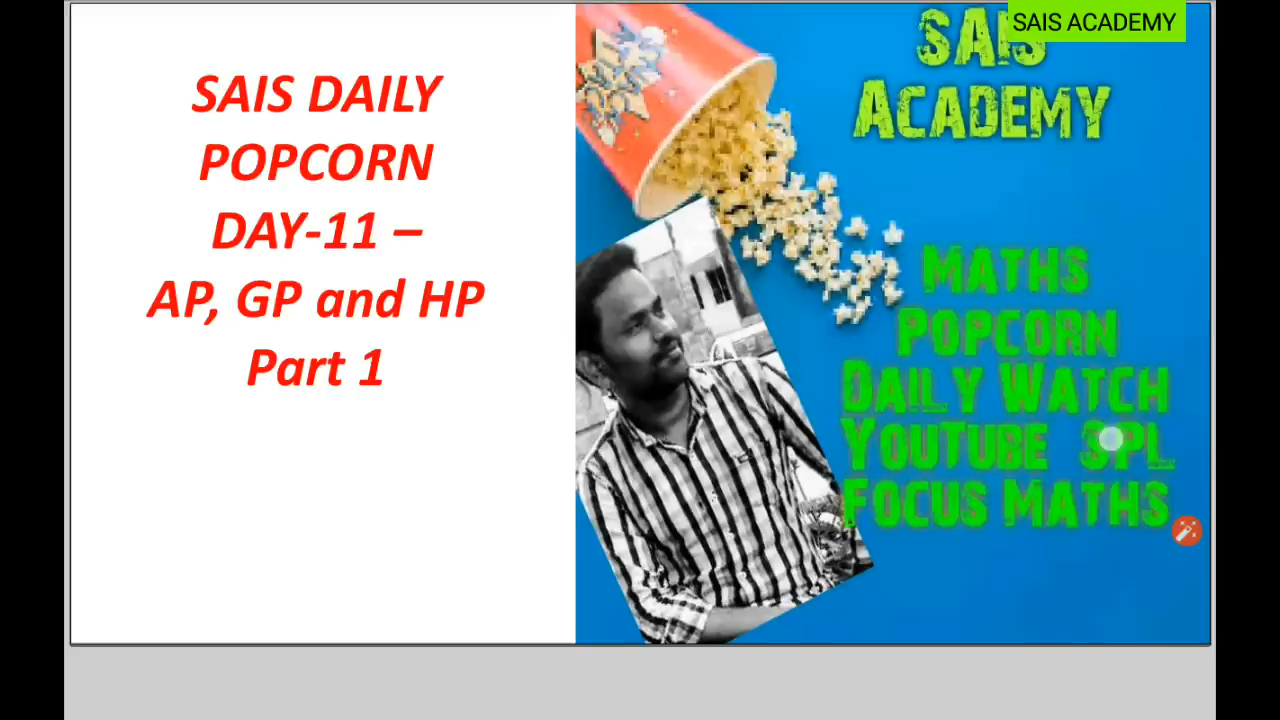 SAIS DAILY
POPCORN
DAY-11 –
AP, GP and HP
Part 1
SAIS
ACADEMY
SAIS ACADEMY
MATHS
POPCORN
DAILY WATCH
YOUTUBE SPL
FOCUS MATHS